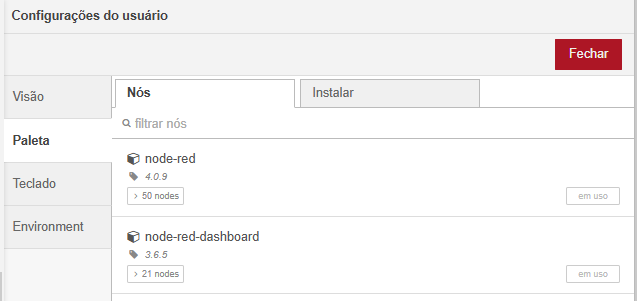 Configurações do usuário
Fechar
Visão
Nós
Instalar
filtrar nós
Paleta
node-red
4.0.9
> 50 nodes
em uso
Teclado
Environment
node-red-dashboard
3.6.5
> 21 nodes
em uso